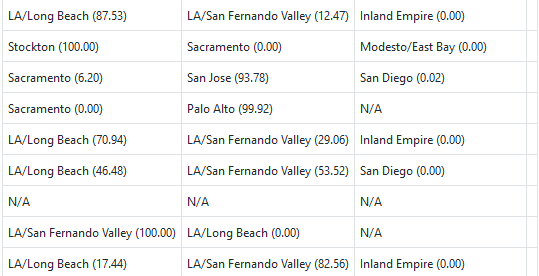 LA/Long Beach (87.53) LA/San Fernando Valley (12.47) Inland Empire (0.00)
Stockton (100.00) Sacramento (0.00) Modesto/East Bay (0.00)
Sacramento (6.20) San Jose (93.78) San Diego (0.02)
Sacramento (0.00) Palo Alto (99.92) N/A
LA/Long Beach (70.94) LA/San Fernando Valley (29.06) Inland Empire (0.00)
LA/Long Beach (46.48) LA/San Fernando Valley (53.52) San Diego (0.00)
N/A N/A N/A
LA/San Fernando Valley (100.00) LA/Long Beach (0.00) N/A
LA/Long Beach (17.44) LA/San Fernando Valley (82.56) Inland Empire (0.00)